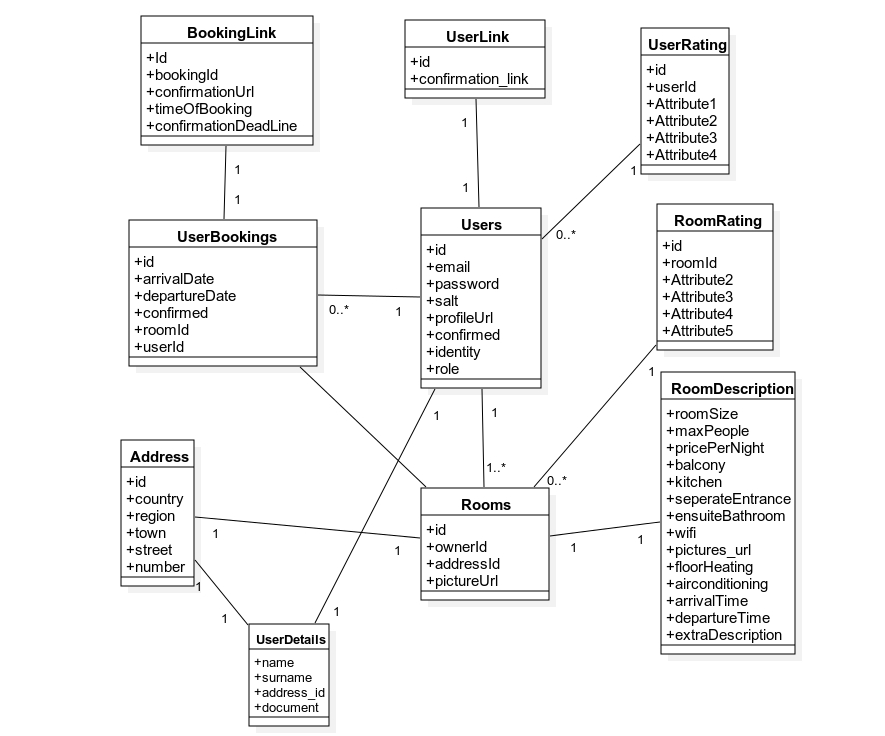 BookingLink
+Id
+bookingId
+confirmationUrl
+timeOfBooking
+confirmationDeadLine
UserLink
+id
+confirmation_link
UserRating
+id
+userId
+Attribute1
+Attribute2
+Attribute3
+Attribute4
1
1
1
1
1
0..*
UserBookings
+id
+arrivalDate
+departureDate
+confirmed
+roomId
+userId
0..*
1
Users
+id
+email
+password
+salt
+profileUrl
+confirmed
+identity
+role
RoomRating
+id
+roomId
+Attribute2
+Attribute3
+Attribute4
+Attribute5
1
0..*
1
1
1..*
RoomDescription
+roomSize
+maxPeople
+pricePerNight
+balcony
+kitchen
+seperateEntrance
+ensuiteBathroom
+wifi
+pictures_url
+floorHeating
+airconditioning
+arrivalTime
+departureTime
+extraDescription
Address
+id
+country
+region
+town
+street
+number
1
1
Rooms
+id
+ownerId
+addressId
+pictureUrl
1
1
1
1
1
UserDetails
+name
+surname
+address_id
+document